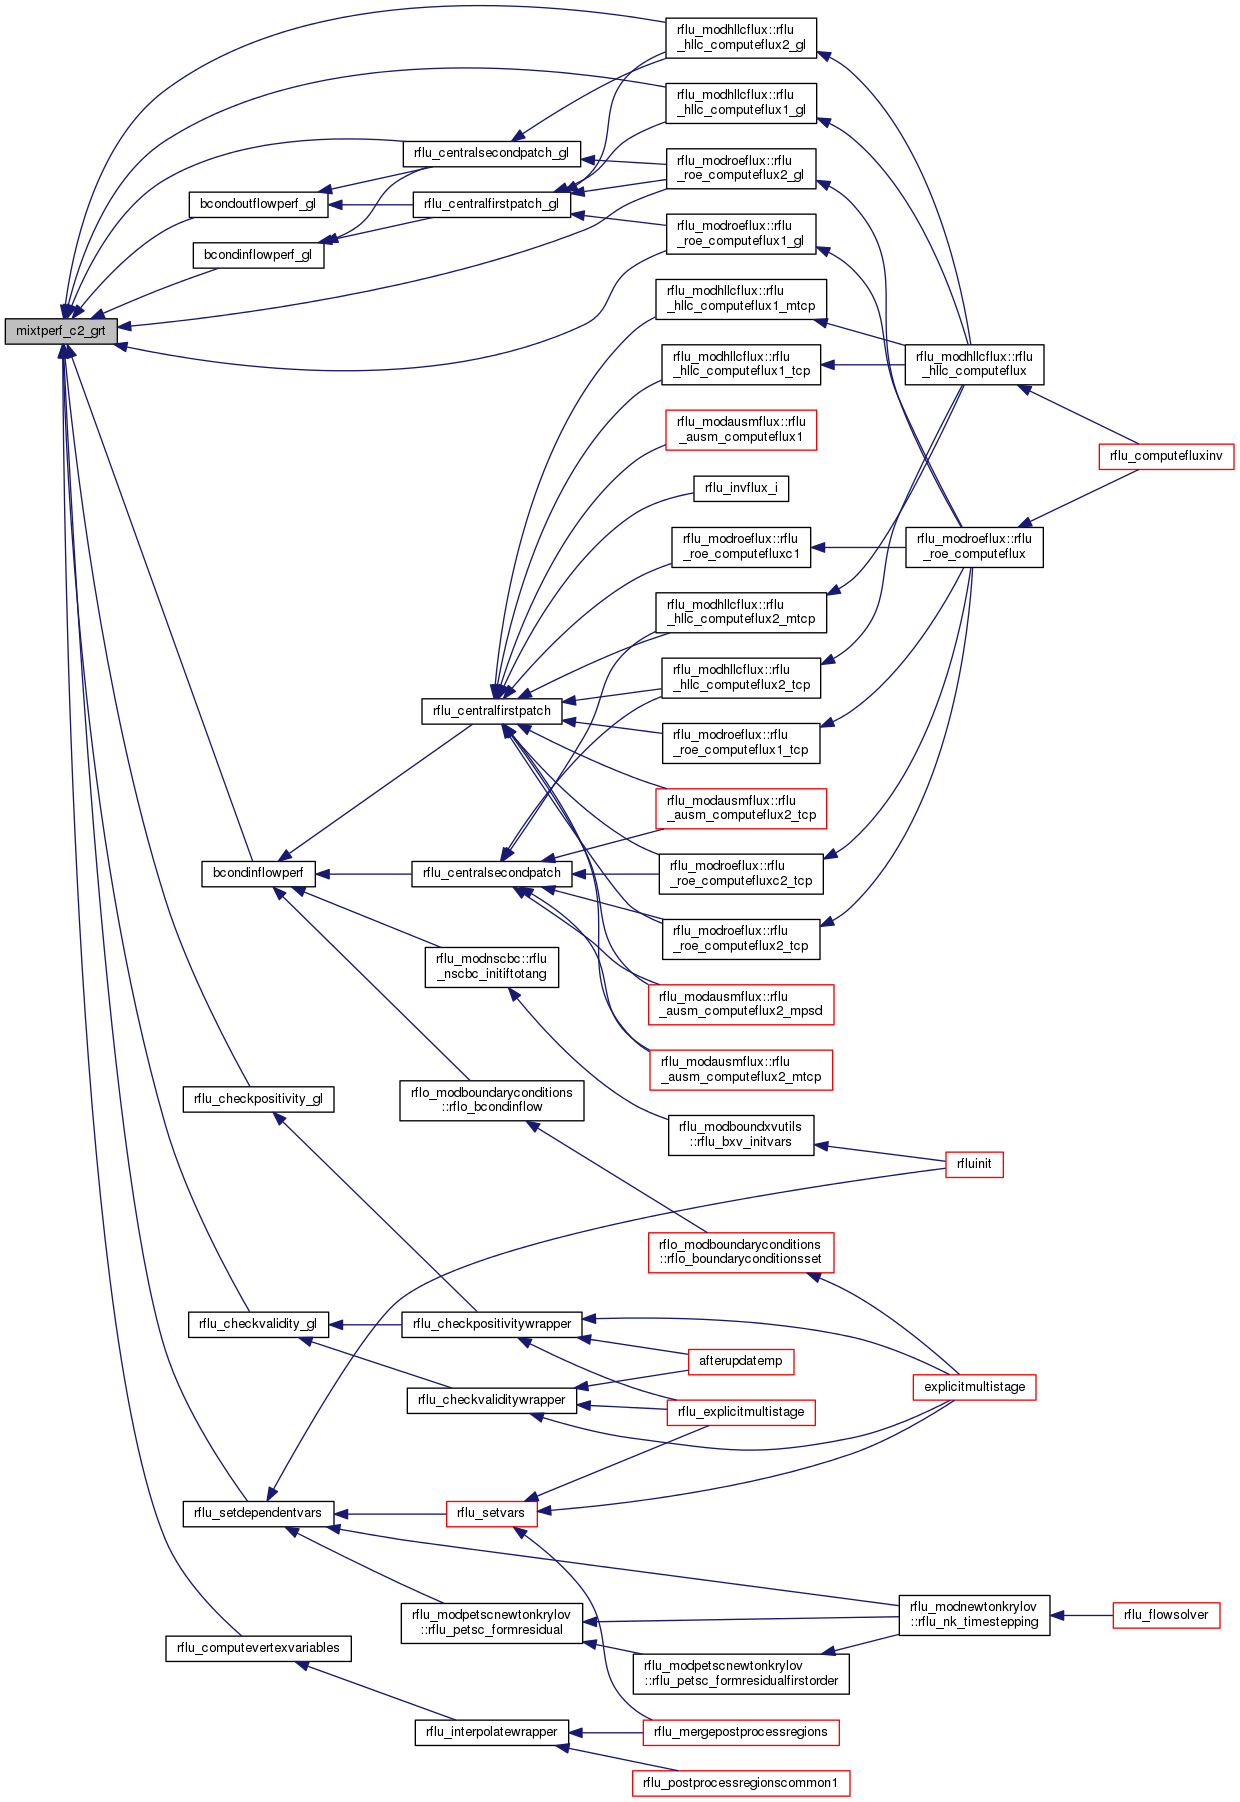 mixtperf_c2_grt
bcondoutflowperf_gl
bcondinflowperf_gl
bcondinflowperf
rflu_checkpositivity_gl
rflu_checkvalidity_gl
rflu_setdependentvars
rflu_computevertexvariables
rflu_centralsecondpatch_gl
rflu_centralfirstpatch_gl
rflu_centralfirstpatch
rflu_centralsecondpatch
rflu_modnscbc::rflu
_nscbc_initiftotang
rflo_modboundaryconditions
::rflo_bcondinflow
rflu_checkpositivitywrapper
rflu_checkvaliditywrapper
rflu_setvars
rflu_modpetscnewtonkrylov
::rflu_petsc_formresidual
rflu_interpolatewrapper
rflu_modhllcflux::rflu
_hllc_computeflux2_gl
rflu_modhllcflux::rflu
_hllc_computeflux1_gl
rflu_modroeflux::rflu
_roe_computeflux2_gl
rflu_modroeflux::rflu
_roe_computeflux1_gl
rflu_modhllcflux::rflu
_hllc_computeflux1_mtcp
rflu_modhllcflux::rflu
_hllc_computeflux1_tcp
rflu_modausmflux::rflu
_ausm_computeflux1
rflu_invflux_i
rflu_modroeflux::rflu
_roe_computefluxc1
rflu_modhllcflux::rflu
_hllc_computeflux2_mtcp
rflu_modhllcflux::rflu
_hllc_computeflux2_tcp
rflu_modroeflux::rflu
_roe_computeflux1_tcp
rflu_modausmflux::rflu
_ausm_computeflux2_tcp
rflu_modroeflux::rflu
_roe_computefluxc2_tcp
rflu_modroeflux::rflu
_roe_computeflux2_tcp
rflu_modausmflux::rflu
_ausm_computeflux2_mpsd
rflu_modausmflux::rflu
_ausm_computeflux2_mtcp
rflu_modboundxvutils
::rflu_bxv_initvars
rflo_modboundaryconditions
::rflo_boundaryconditionsset
afterupdatemp
rflu_explicitmultistage
rflu_modpetscnewtonkrylov
::rflu_petsc_formresidualfirstorder
rflu_mergepostprocessregions
rflu_postprocessregionscommon1
rflu_modhllcflux::rflu
_hllc_computeflux
rflu_modroeflux::rflu
_roe_computeflux
rfluinit
explicitmultistage
rflu_modnewtonkrylov
::rflu_nk_timestepping
rflu_computefluxinv
rflu_flowsolver